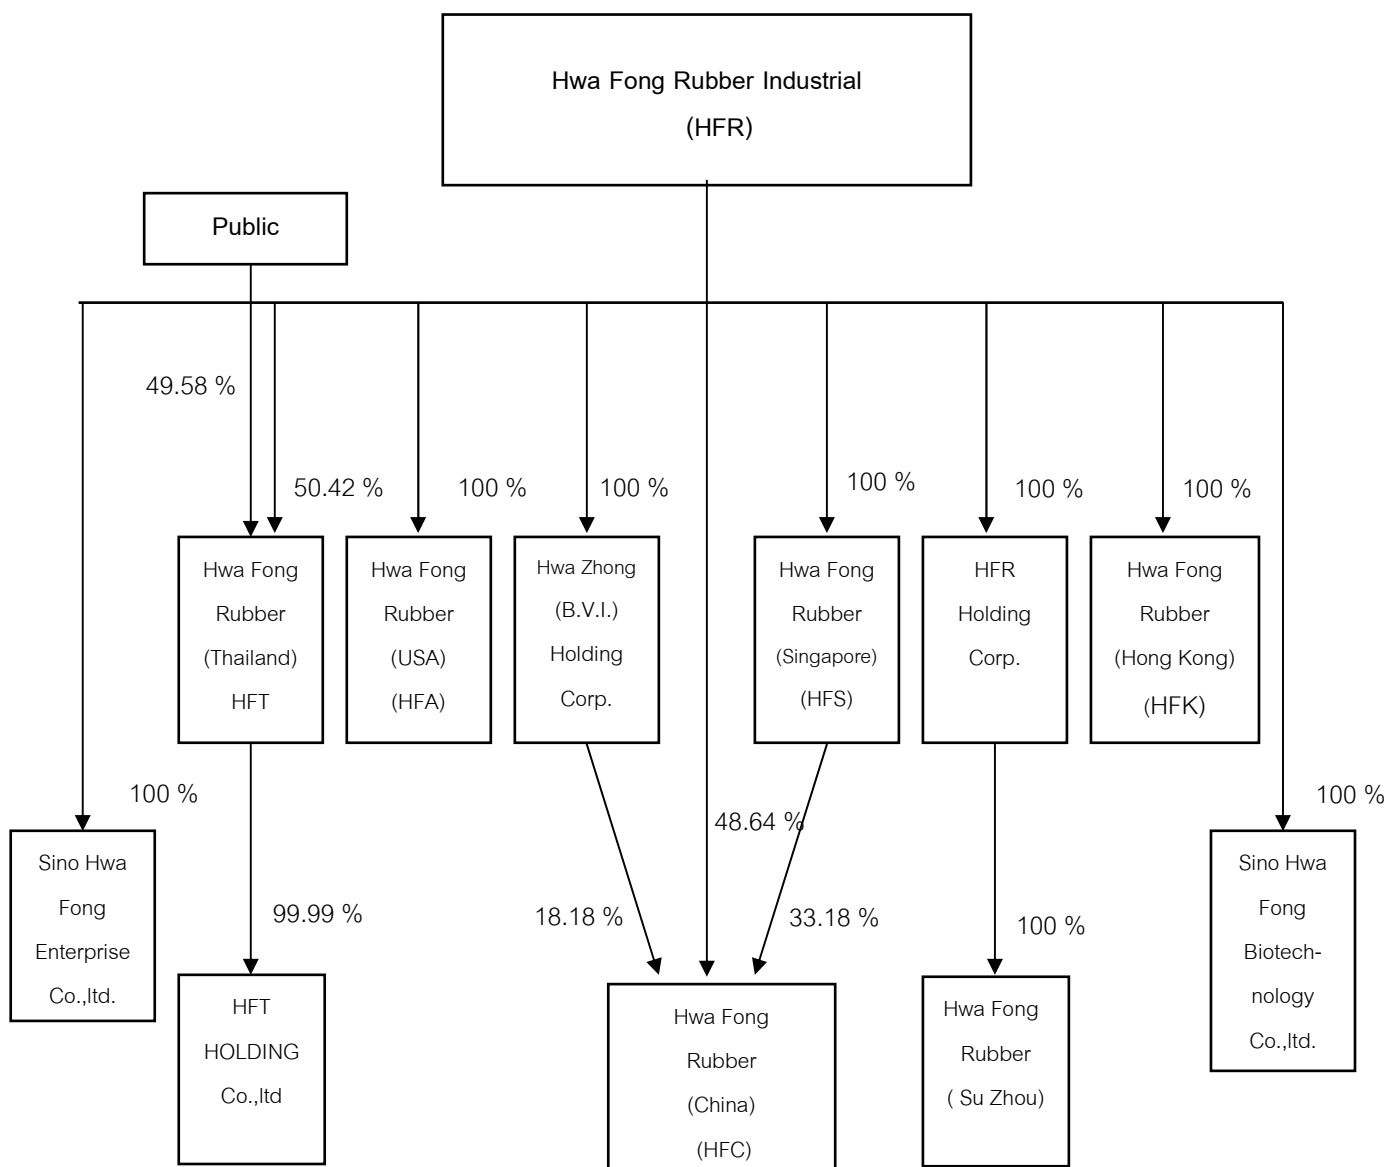 Hwa Fong Rubber Industrial
(HFR)
Public
49.58 %
50.42 %
100 %
100 %
100 %
100 %
100 %
Hwa Fong
Rubber
(Thailand)
HFT
Hwa Fong
Rubber
(USA)
(HFA)
Hwa Zhong
(B.V.I.)
Holding
Corp.
Hwa Fong
Rubber
(Singapore)
(HFS)
HFR
Holding
Corp.
Hwa Fong
Rubber
(Hong Kong)
(HFK)
100 %
48.64 %
100 %
Sino Hwa
Fong
Enterprise
Co.,ltd.
99.99 %
18.18 %
33.18 %
100 %
Sino Hwa
Fong
Biotech-
nology
Co.,ltd.
HFT
HOLDING
Co.,ltd
Hwa Fong
Rubber
(China)
(HFC)
Hwa Fong
Rubber
( Su Zhou)